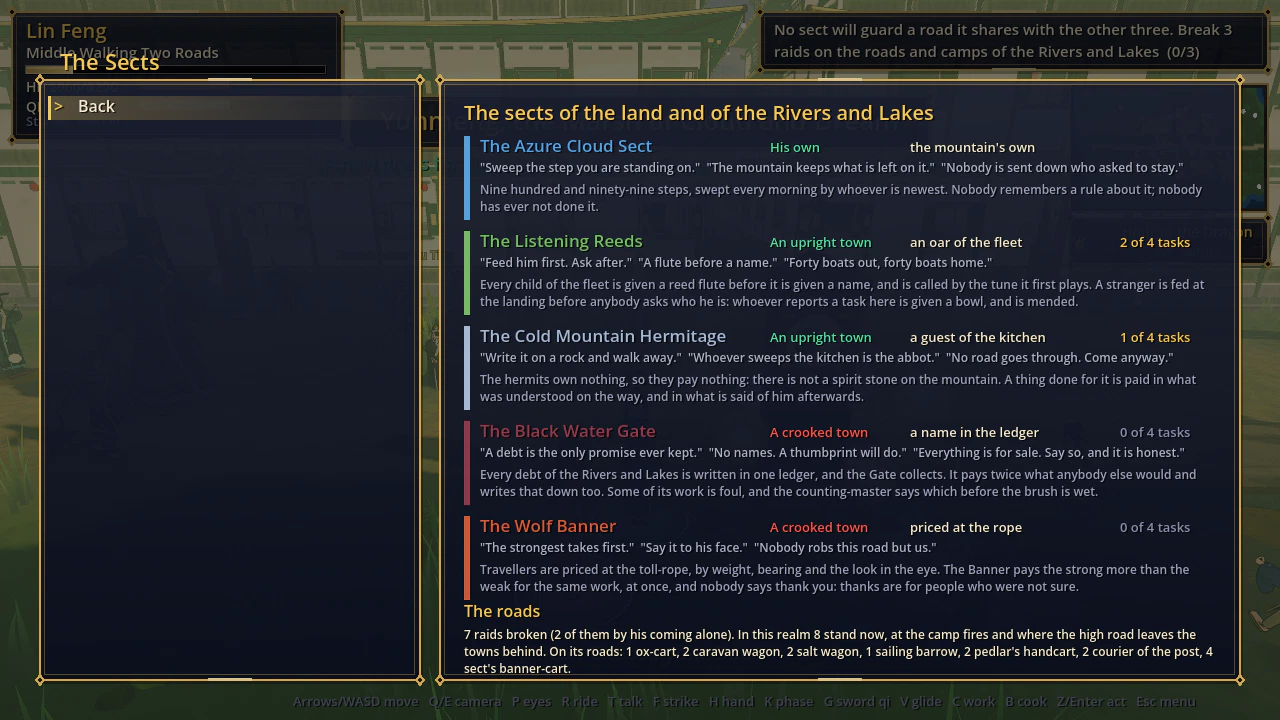 Lin Feng
Middle Walking Two Roads
The Sects
No sect will guard a road it shares with the other three. Break 3
raids on the roads and camps of the Rivers and Lakes (0/3)
> Back
The sects of the land and of the Rivers and Lakes
The Azure Cloud Sect His own the mountain's own
"Sweep the step you are standing on." "The mountain keeps what is left on it." "Nobody is sent down who asked to stay."
Nine hundred and ninety-nine steps, swept every morning by whoever is newest. Nobody remembers a rule about it; nobody
has ever not done it.
The Listening Reeds An upright town an oar of the fleet 2 of 4 tasks
"Feed him first. Ask after." "A flute before a name." "Forty boats out, forty boats home."
Every child of the fleet is given a reed flute before it is given a name, and is called by the tune it first plays. A stranger is fed at
the landing before anybody asks who he is: whoever reports a task here is given a bowl, and is mended.
The Cold Mountain Hermitage An upright town a guest of the kitchen 1 of 4 tasks
"Write it on a rock and walk away." "Whoever sweeps the kitchen is the abbot." "No road goes through. Come anyway."
The hermits own nothing, so they pay nothing: there is not a spirit stone on the mountain. A thing done for it is paid in what
was understood on the way, and in what is said of him afterwards.
The Black Water Gate A crooked town a name in the ledger 0 of 4 tasks
"A debt is the only promise ever kept." "No names. A thumbprint will do." "Everything is for sale. Say so, and it is honest."
Every debt of the Rivers and Lakes is written in one ledger, and the Gate collects. It pays twice what anybody else would and
writes that down too. Some of its work is foul, and the counting-master says which before the brush is wet.
The Wolf Banner A crooked town priced at the rope 0 of 4 tasks
"The strongest takes first." "Say it to his face." "Nobody robs this road but us."
Travellers are priced at the toll-rope, by weight, bearing and the look in the eye. The Banner pays the strong more than the
weak for the same work, at once, and nobody says thank you: thanks are for people who were not sure.
The roads
7 raids broken (2 of them by his coming alone). In this realm 8 stand now, at the camp fires and where the high road leaves the
towns behind. On its roads: 1 ox-cart, 2 caravan wagon, 2 salt wagon, 1 sailing barrow, 2 pedlar's handcart, 2 courier of the post, 4
sect's banner-cart.
Arrows/WASD move Q/E camera P eyes R ride T talk F strike H hand K phase G sword qi V glide C work B cook Z/Enter act Esc menu